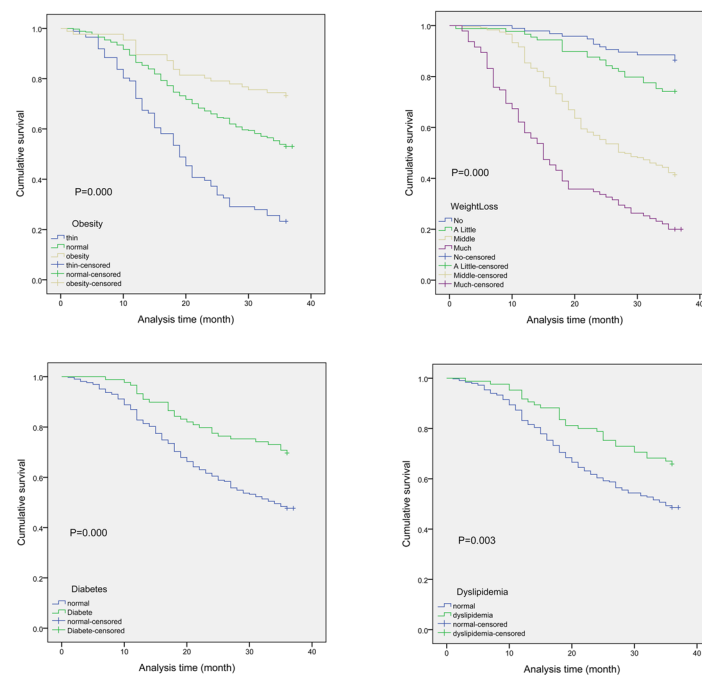 Cumulative survival
1.0
0.8
0.6
0.4
0.2
0.0
P=0.000
Obesity
thin
normal
obesity
thin-censored
normal-censored
obesity-censored
0 10 20 30 40
Analysis time (month)
Cumulative survival
1.0
0.8
0.6
0.4
0.2
0.0
P=0.000
WeightLoss
No
A Little
Middle
Much
No-censored
A Little-censored
Middle-censored
Much-censored
0 10 20 30 40
Analysis time (month)
Cumulative survival
1.0
0.8
0.6
0.4
0.2
0.0
P=0.000
Diabetes
normal
Diabete
normal-censored
Diabete-censored
0 10 20 30 40
Analysis time (month)
Cumulative survival
1.0
0.8
0.6
0.4
0.2
0.0
P=0.003
Dyslipidemia
normal
dyslipidemia
normal-censored
dyslipidemia-censored
0 10 20 30 40
Analysis time (month)